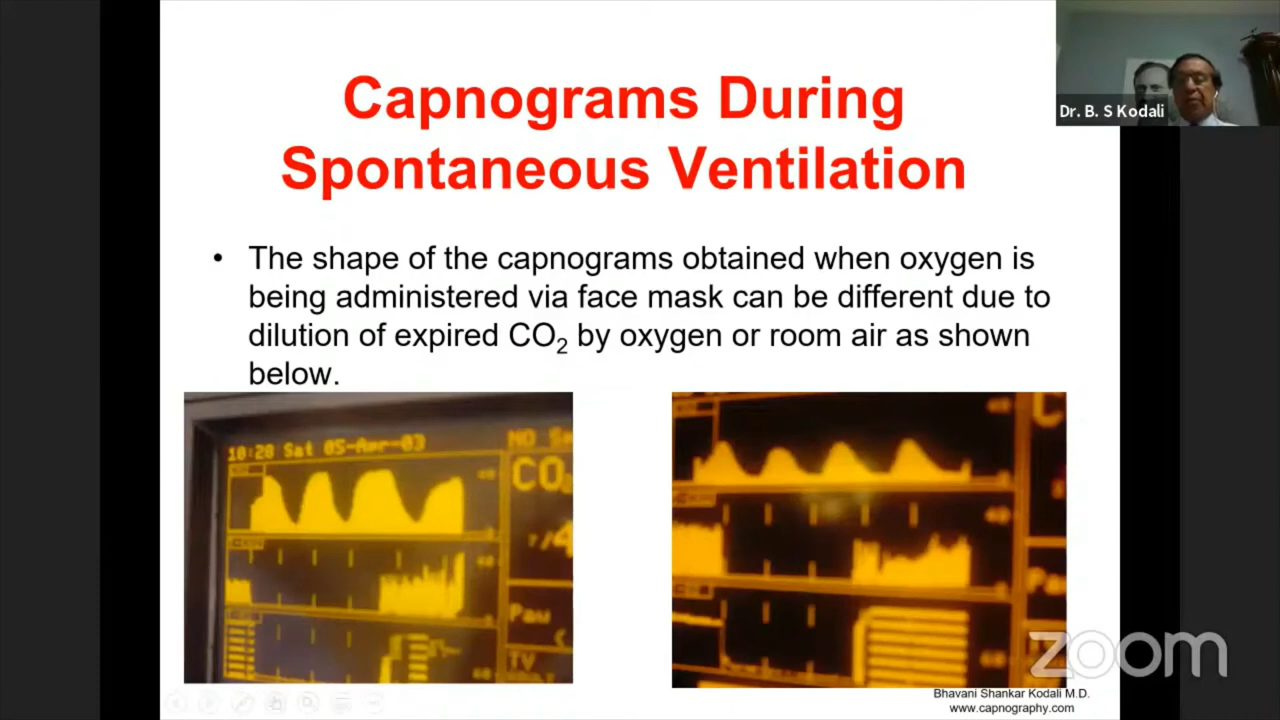 Capnograms During
Spontaneous Ventilation
Dr. B. S Kodali
• The shape of the capnograms obtained when oxygen is
being administered via face mask can be different due to
dilution of expired CO₂ by oxygen or room air as shown
below.
10:28 Sat 05-Apr-03
CO₂
Pau
TV
zoom
Bhavani Shankar Kodali M.D.
www.capnography.com